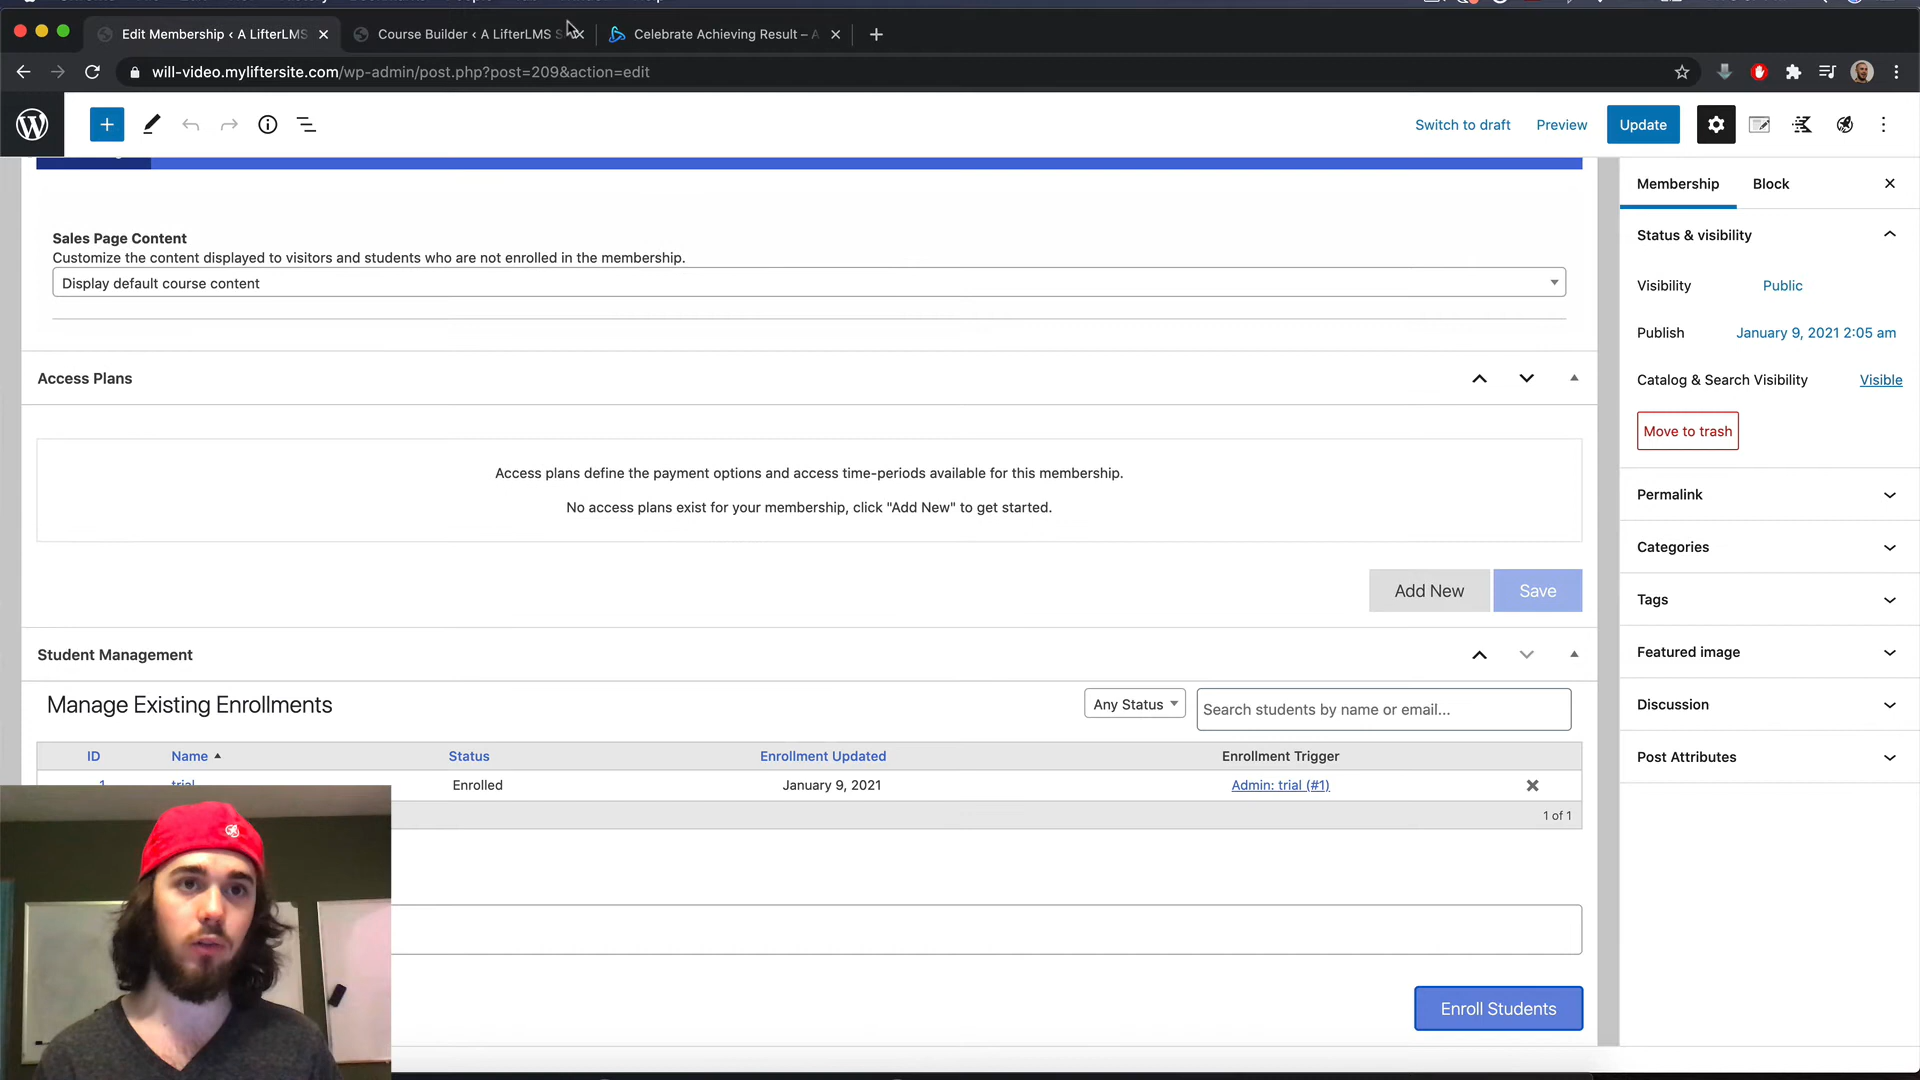 Edit Membership ‹ A LifterLMS
Course Builder ‹ A LifterLMS S
Celebrate Achieving Result – A
will-video.myliftersite.com/wp-admin/post.php?post=209&action=edit
Switch to draft
Preview
Update
Membership
Block
Sales Page Content
Customize the content displayed to visitors and students who are not enrolled in the membership.
Display default course content
Status & visibility
Visibility
Public
Publish
January 9, 2021 2:05 am
Catalog & Search Visibility
Visible
Move to trash
Permalink
Categories
Tags
Featured image
Discussion
Post Attributes
Access Plans
Access plans define the payment options and access time-periods available for this membership.
No access plans exist for your membership, click "Add New" to get started.
Add New
Save
Student Management
Manage Existing Enrollments
Any Status
Search students by name or email...
ID
Name
Status
Enrollment Updated
Enrollment Trigger
1
trial
Enrolled
January 9, 2021
Admin: trial (#1)
1 of 1
Enroll Students